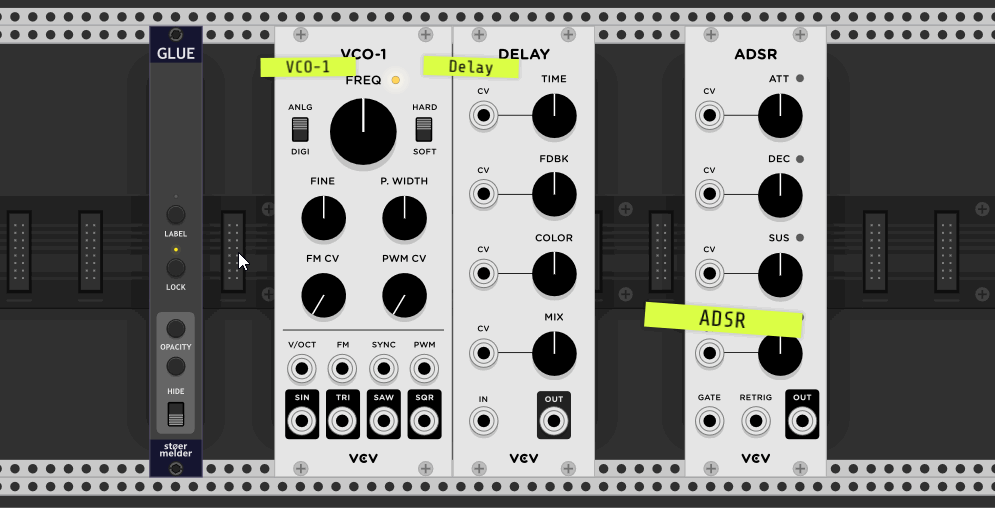 GLUE
LABEL
LOCK
OPACITY
HIDE
støer
melder
VCO-1
VCO-1
FREQ
ANLG
DIGI
HARD
SOFT
FINE
P. WIDTH
FM CV
PWM CV
V/OCT
FM
SYNC
PWM
SIN
TRI
SAW
SQR
VCV
DELAY
Delay
TIME
CV
FDBK
CV
COLOR
CV
MIX
CV
IN
OUT
VCV
ADSR
ATT
CV
DEC
CV
SUS
CV
ADSR
GATE
RETRIG
OUT
VCV